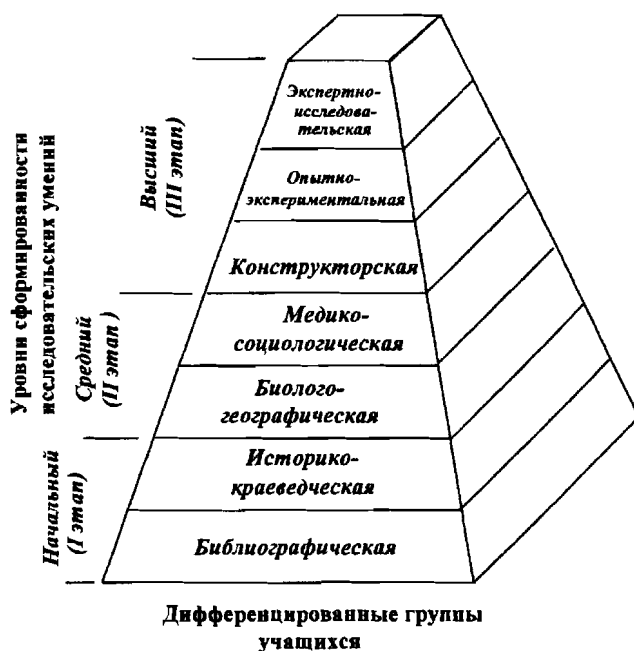 Уровни сформированности
исследовательских умений
Высший
(III этап)
Средний
(II этап)
Начальный
(I этап)
Экспертно-
исследова-
тельская
Опытно-
экспериментальная
Конструкторская
Медико-
социологическая
Биолого-
географическая
Историко-
краеведческая
Библиографическая
Дифференцированные группы
учащихся